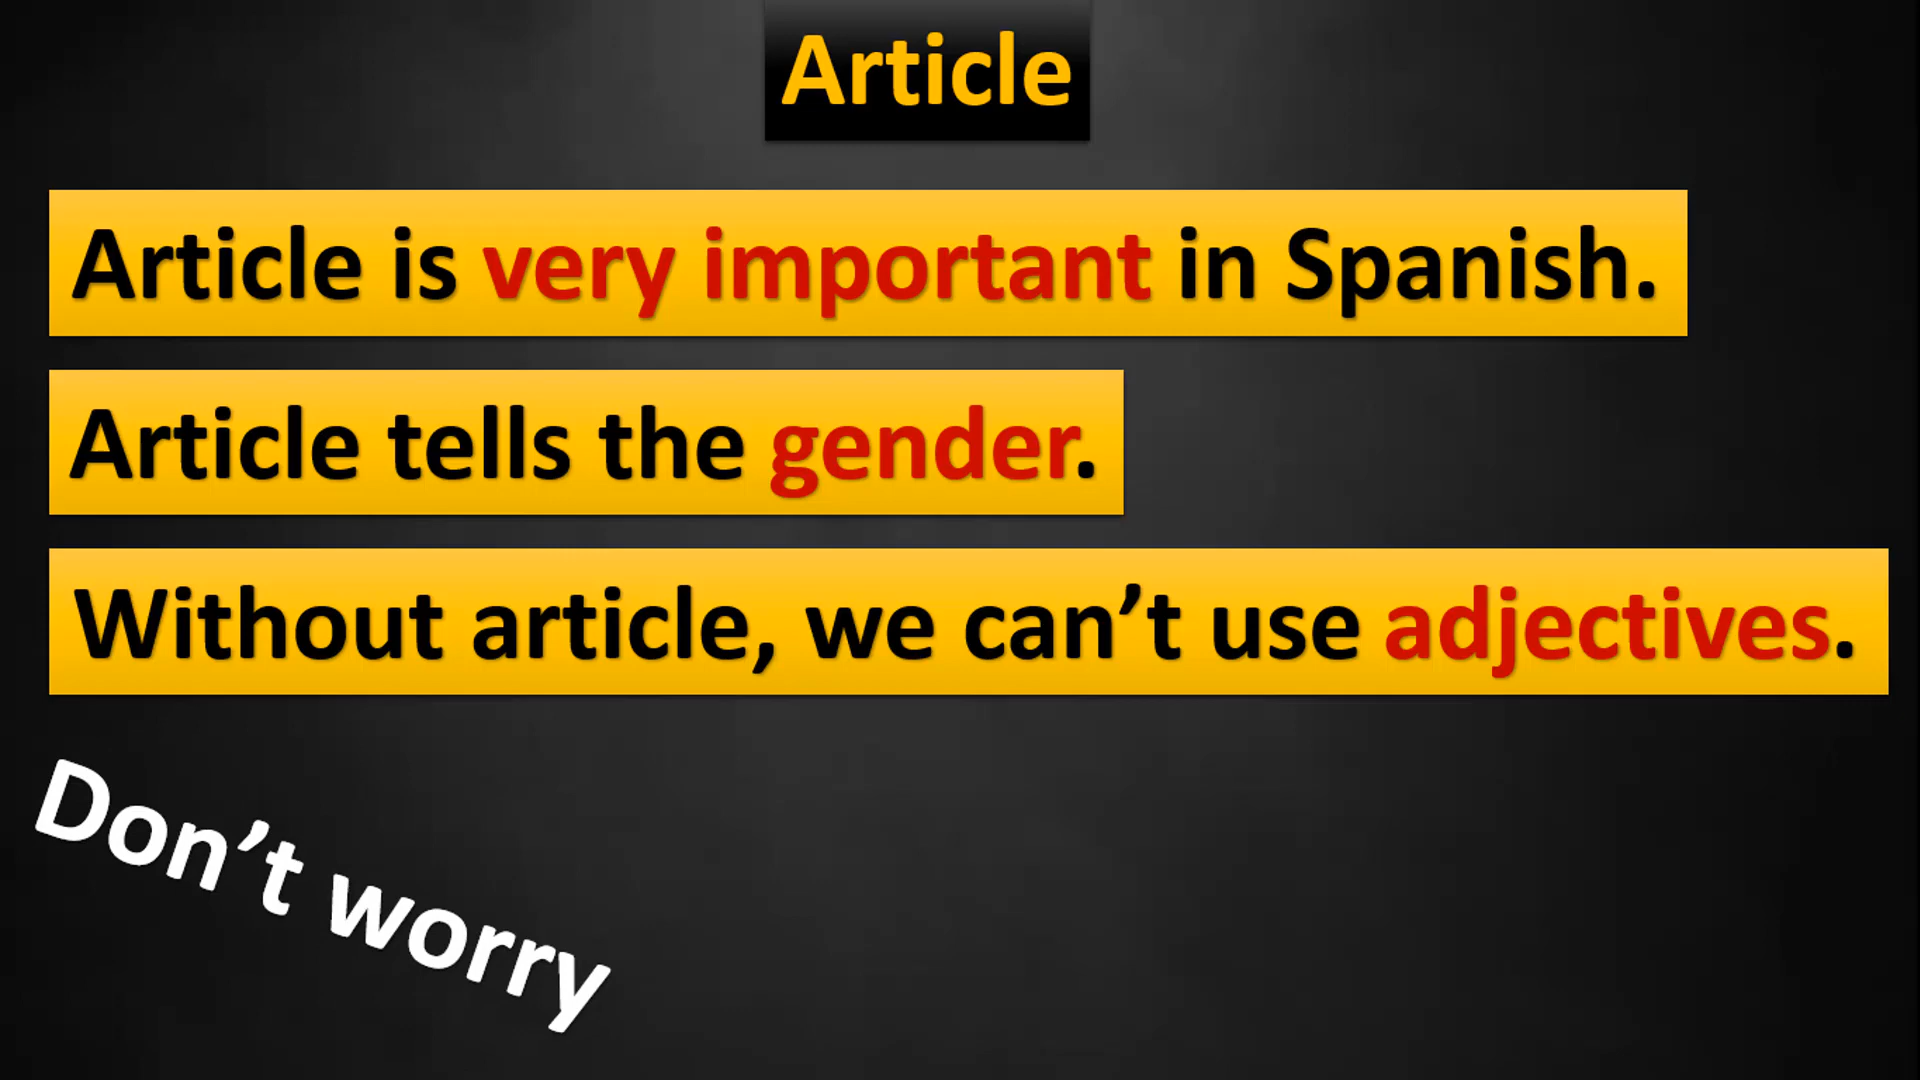 Article
Article is very important in Spanish.
Article tells the gender.
Without article, we can’t use adjectives.
Don’t worry